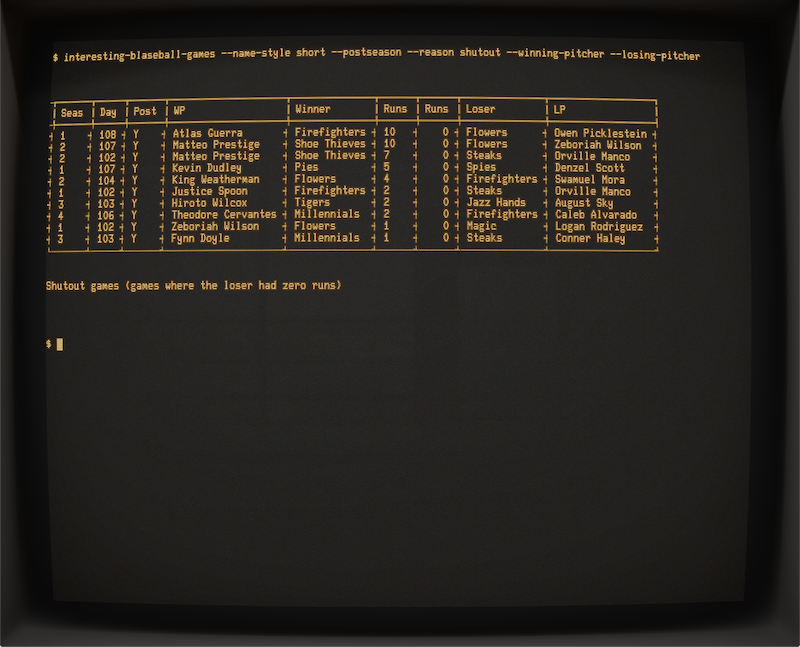 $ interesting-blaseball-games --name-style short --postseason --reason shutout --winning-pitcher --losing-pitcher
Seas Day Post WP Winner Runs Runs Loser LP
1 108 Y Atlas Guerra Firefighters 10 0 Flowers Owen Picklestein
2 107 Y Matteo Prestige Shoe Thieves 10 0 Flowers Zeboriah Wilson
2 102 Y Matteo Prestige Shoe Thieves 7 0 Steaks Orville Manco
1 107 Y Kevin Dudley Pies 5 0 Spies Denzel Scott
2 104 Y King Weatherman Flowers 4 0 Firefighters Swamuel Mora
1 102 Y Justice Spoon Firefighters 2 0 Steaks Orville Manco
3 103 Y Hiroto Wilcox Tigers 2 0 Jazz Hands August Sky
4 106 Y Theodore Cervantes Millennials 2 0 Firefighters Caleb Alvarado
1 102 Y Zeboriah Wilson Flowers 1 0 Magic Logan Rodriguez
3 103 Y Fynn Doyle Millennials 1 0 Steaks Conner Haley
Shutout games (games where the loser had zero runs)
$